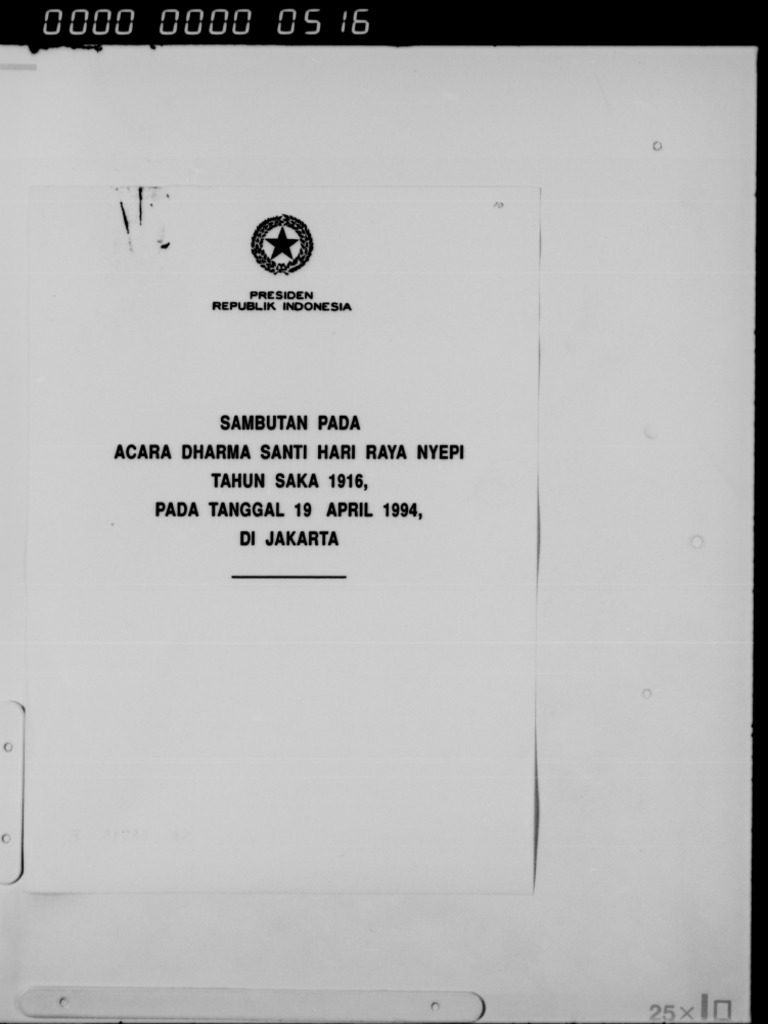 0000 0000 0516
PRESIDEN
REPUBLIK INDONESIA
SAMBUTAN PADA
ACARA DHARMA SANTI HARI RAYA NYEPI
TAHUN SAKA 1916,
PADA TANGGAL 19 APRIL 1994,
DI JAKARTA
25×